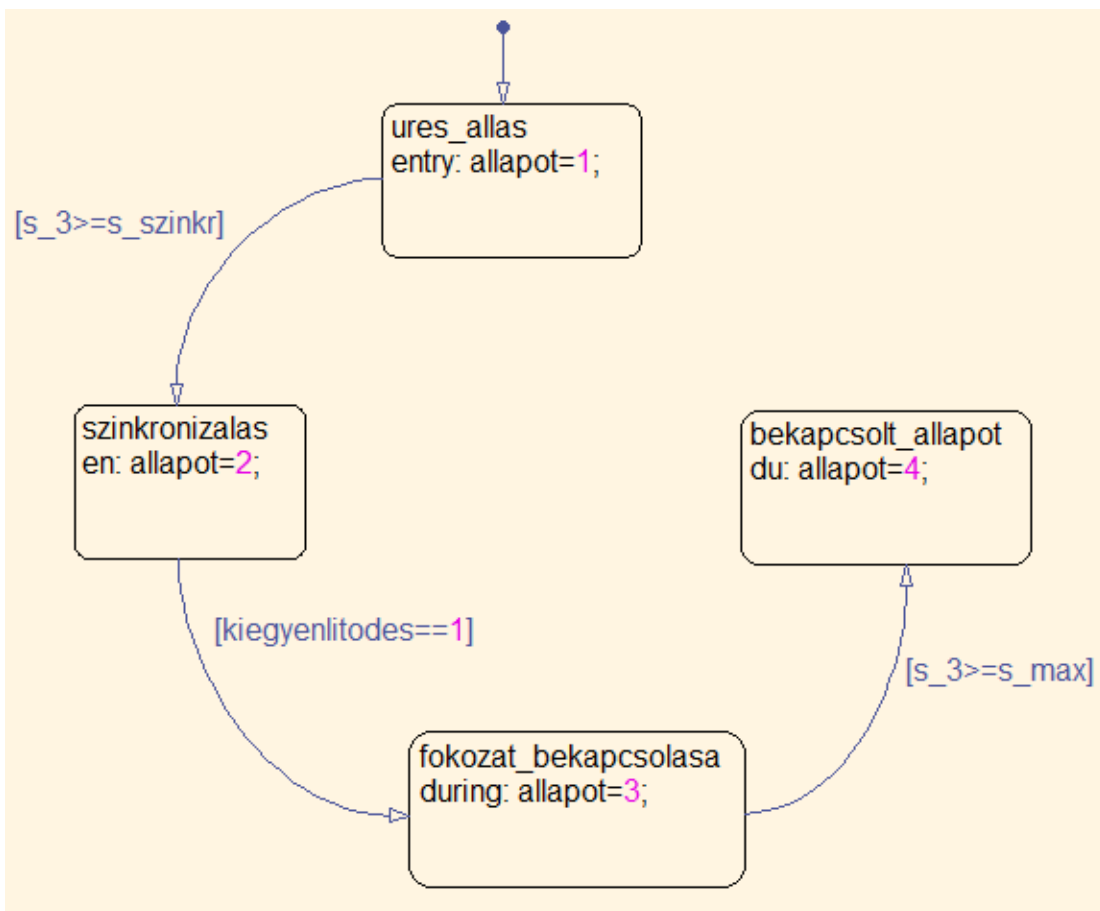 ures_allas
entry: allapot=1;
[s_3>=s_szinkr]
szinkronizalas
en: allapot=2;
bekapcsolt_allapot
du: allapot=4;
[kiegyenlitodes==1]
[s_3>=s_max]
fokozat_bekapcsolasa
during: allapot=3;